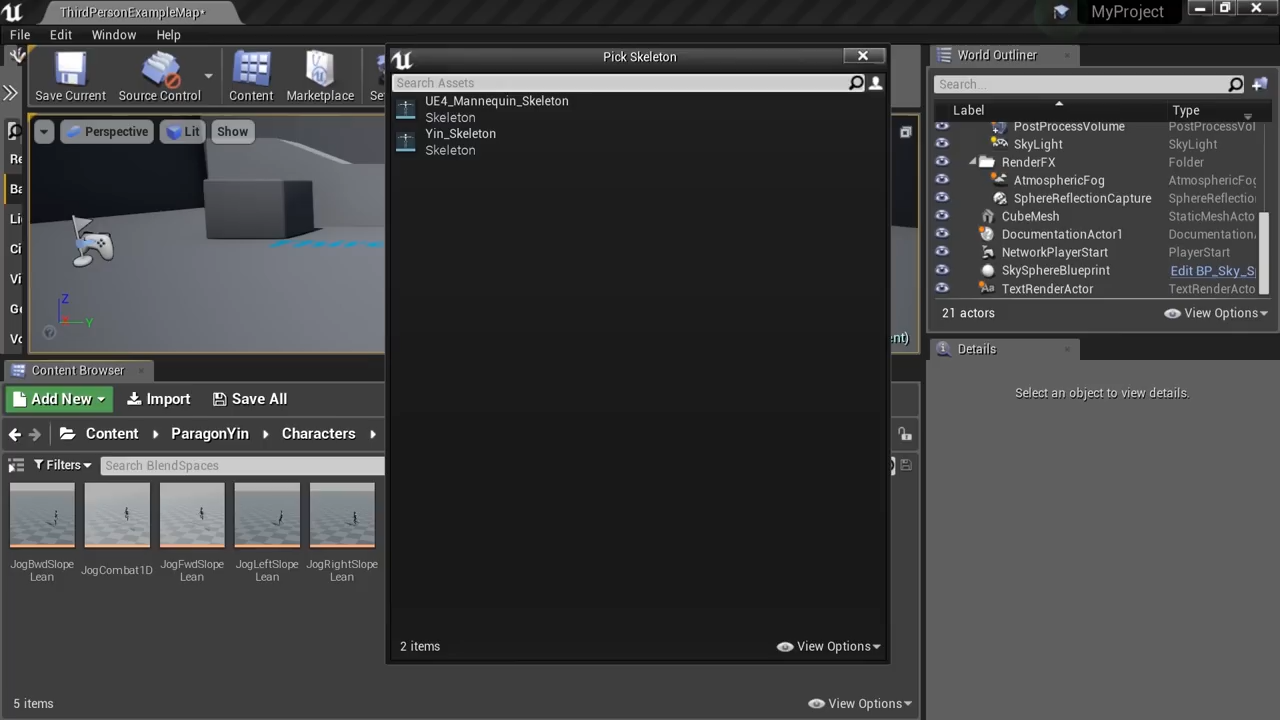 ThirdPersonExampleMap*
MyProject
File Edit Window Help
Save Current
Source Control
Content
Marketplace
Perspective
Lit
Show
Z
Y
Pick Skeleton
Search Assets
UE4_Mannequin_Skeleton
Skeleton
Yin_Skeleton
Skeleton
2 items
View Options
World Outliner
Search...
Label Type
PostProcessVolume PostProcessVol
SkyLight SkyLight
RenderFX Folder
AtmosphericFog AtmosphericFog
SphereReflectionCapture SphereReflection
CubeMesh StaticMeshActo
DocumentationActor1 Documentation
NetworkPlayerStart PlayerStart
SkySphereBlueprint Edit BP_Sky_Sp
TextRenderActor TextRenderActo
21 actors
View Options
Details
Select an object to view details.
Content Browser
Add New
Import
Save All
Content
ParagonYin
Characters
Filters
Search BlendSpaces
JogBwdSlope
Lean
JogCombat1D
JogFwdSlope
Lean
JogLeftSlope
Lean
JogRightSlope
Lean
5 items
View Options